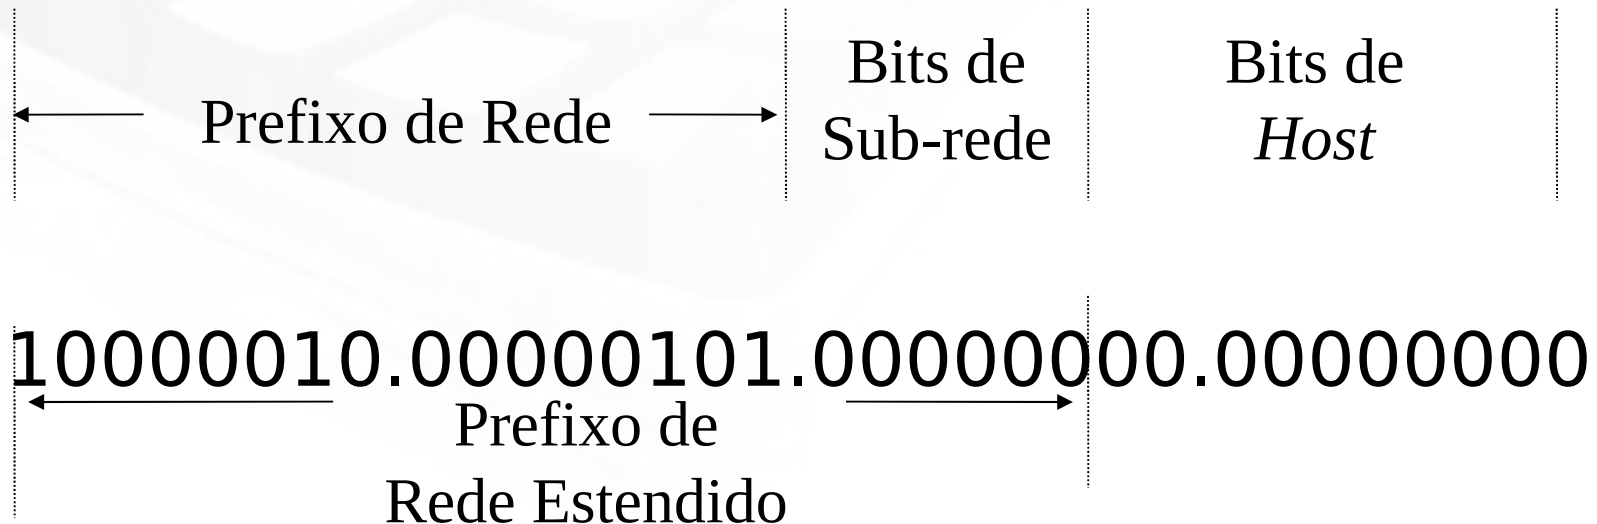 Prefixo de Rede
Bits de
Sub-rede
Bits de
Host
10000010.00000101.00000000.00000000
Prefixo de
Rede Estendido